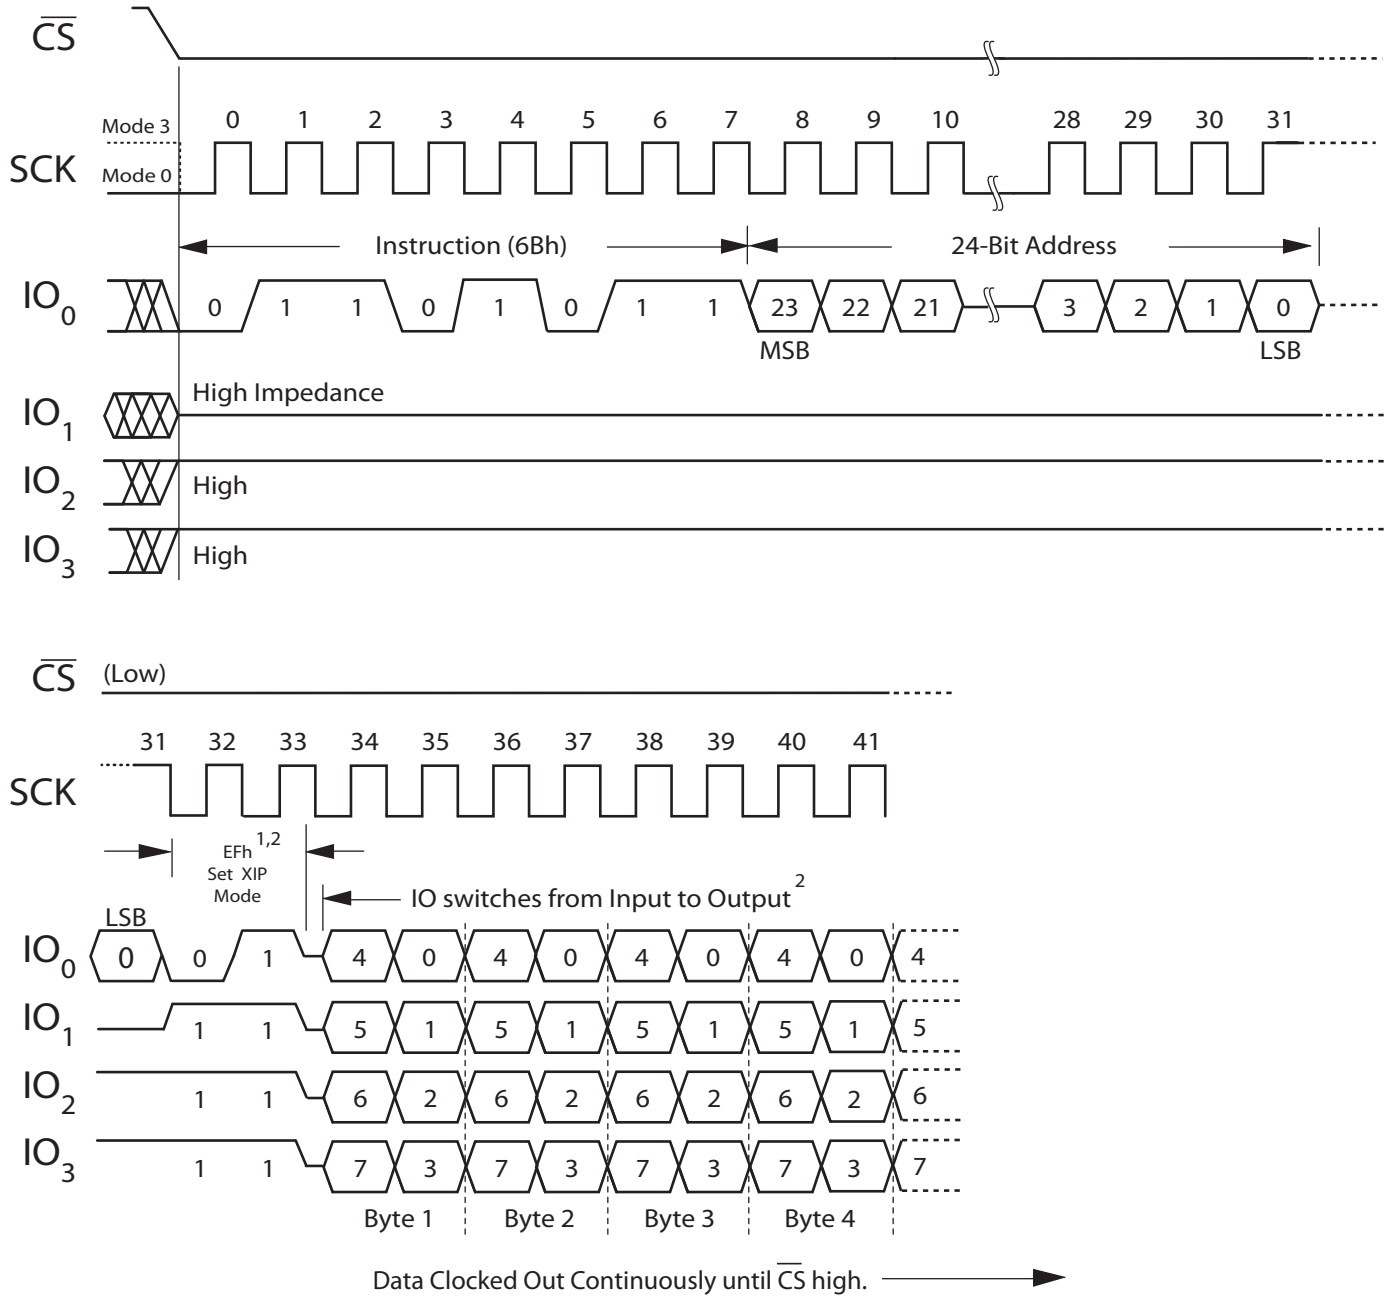 CS
Mode 3 0 1 2 3 4 5 6 7 8 9 10 28 29 30 31
SCK
Mode 0
Instruction (6Bh) 24-Bit Address
IO0 0 1 1 0 1 0 1 1 23 22 21 3 2 1 0
MSB LSB
High Impedance
IO1
IO2 High
IO3 High
CS (Low)
31 32 33 34 35 36 37 38 39 40 41
SCK
EFh 1,2
Set XIP
Mode
IO switches from Input to Output 2
LSB
IO0 0 0 1 4 0 4 0 4 0 4 0 4
IO1 1 1 5 1 5 1 5 1 5 1 5
IO2 1 1 6 2 6 2 6 2 6 2 6
IO3 1 1 7 3 7 3 7 3 7 3 7
Byte 1 Byte 2 Byte 3 Byte 4
Data Clocked Out Continuously until CS high.